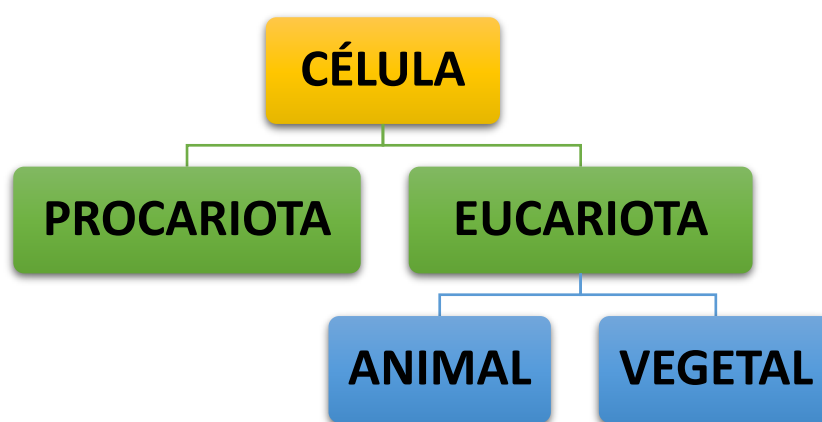 CÉLULA
PROCARIOTA
EUCARIOTA
ANIMAL
VEGETAL